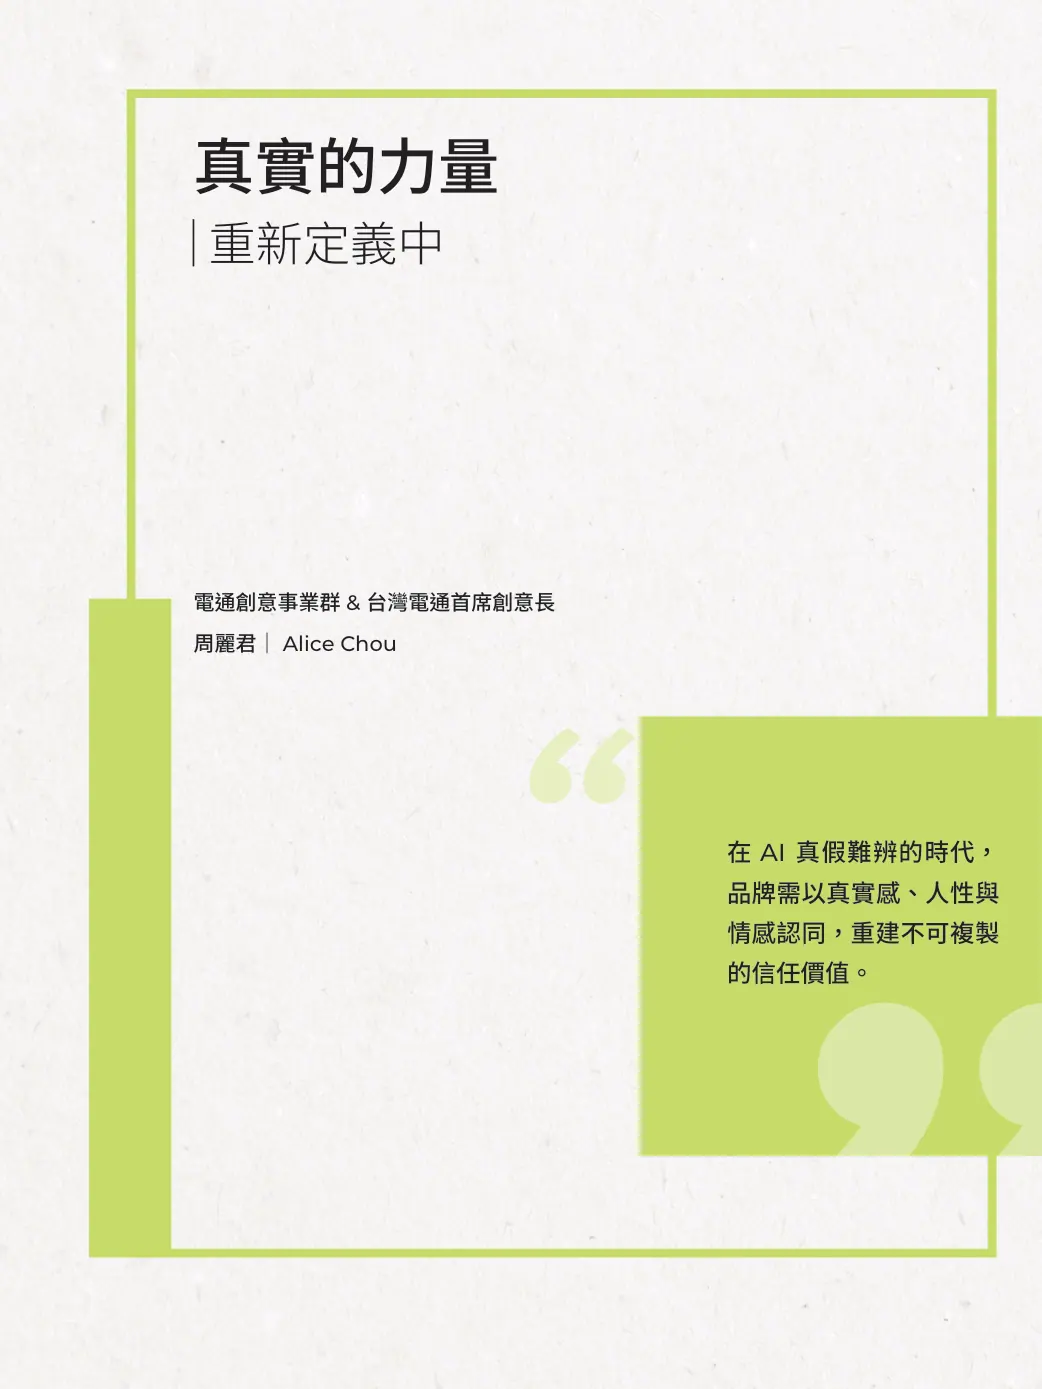 真實的力量
｜重新定義中
電通創意事業群 & 台灣電通首席創意長
周麗君｜ Alice Chou
在 AI 真假難辨的時代，
品牌需以真實感、人性與
情感認同，重建不可複製
的信任價值。